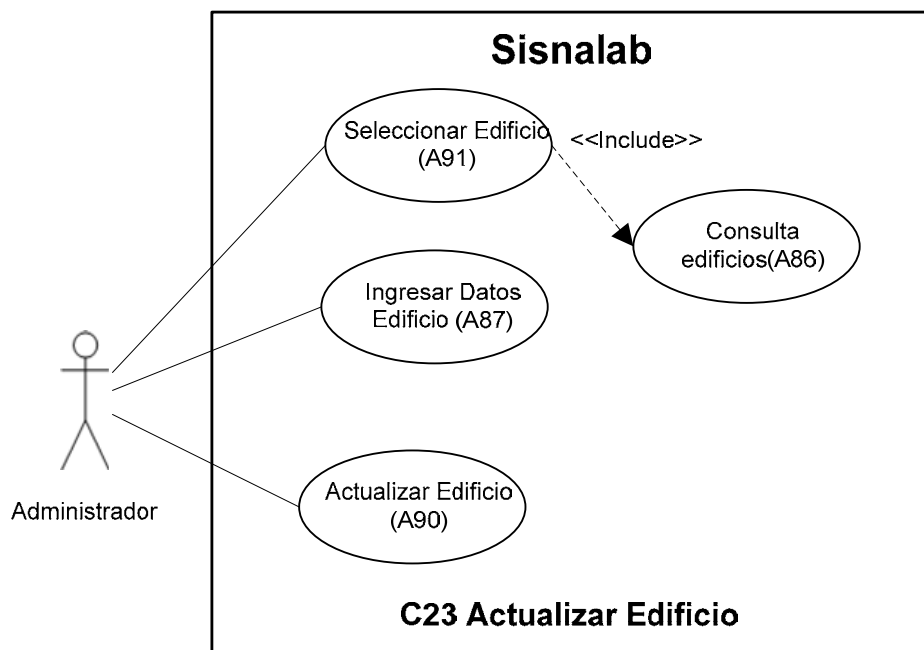 Sisnalab
Seleccionar Edificio
(A91)
<<Include>>
Consulta
edificios(A86)
Ingresar Datos
Edificio (A87)
Actualizar Edificio
(A90)
Administrador
C23 Actualizar Edificio